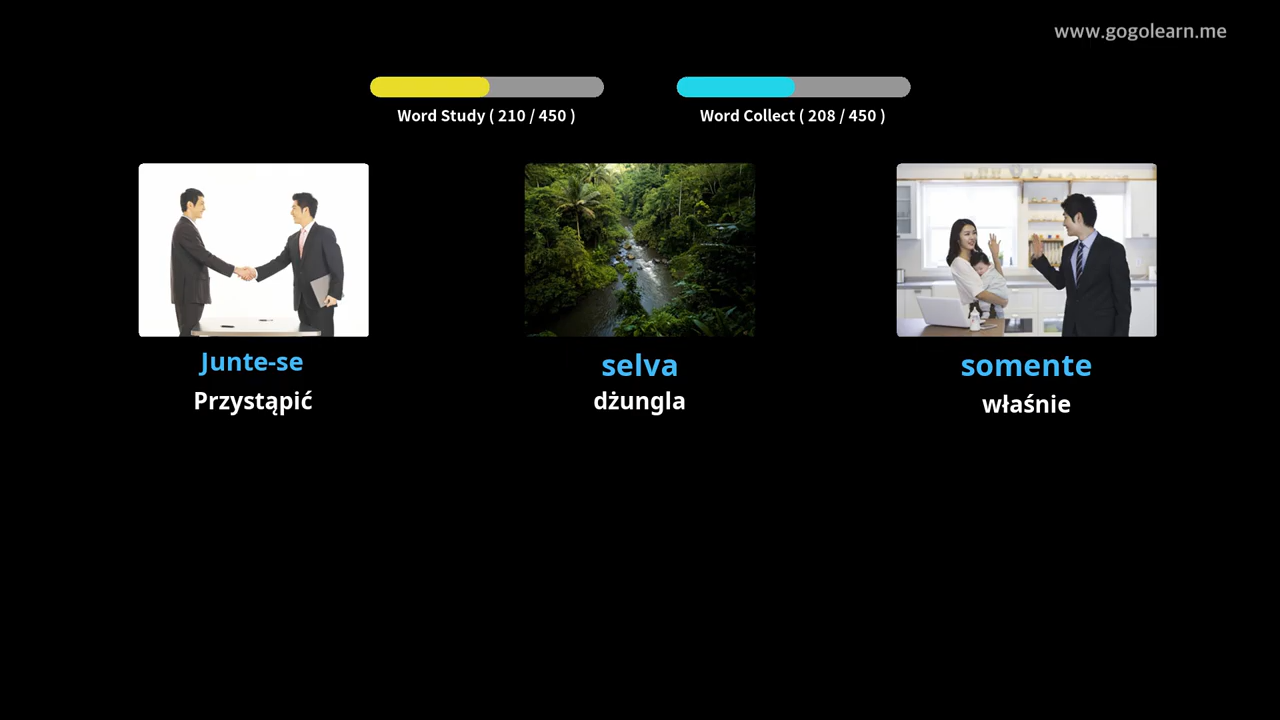 www.gogolearn.me
Word Study ( 210 / 450 )
Word Collect ( 208 / 450 )
Junte-se
Przystąpić
selva
dżungla
somente
właśnie